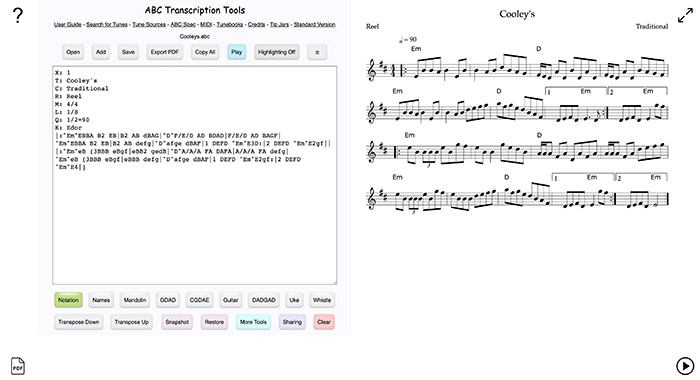 ?
ABC Transcription Tools
User Guide - Search for Tunes - Tune Sources - ABC Spec - MIDI - Tunebooks - Credits - Tip Jars - Standard Version
Cooleys.abc
Open Add Save Export PDF Copy All Play Highlighting Off ≡
X: 1
T: Cooley's
C: Traditional
R: Reel
M: 4/4
L: 1/8
Q: 1/2=90
K: Edor
|:"Em"EBBA B2 EB|B2 AB dBAG|"D"F/E/D AD BDAD|F/E/D AD BAGF|
"Em"EBBA B2 EB|B2 AB defg|"D"afge dBAF|1 DEFD "Em"E3D:|2 DEFD "Em"E2gf||
|:"Em"eB (3BBB eBgf|eBB2 gedB|"D"A/A/A FA DAFA|A/A/A FA defg|
"Em"eB (3BBB eBgf|eBBB defg|"D"afge dBAF|1 DEFD "Em"E2gf:|2 DEFD
"Em"E4|]
Notation Names Mandolin GDAD CGDAE Guitar DADGAD Uke Whistle
Transpose Down Transpose Up Snapshot Restore More Tools Sharing Clear
PDF
Cooley's
Reel Traditional
= 90
Em D
Em D 1 Em 2 Em
Em D
3
Em D 1 Em 2 Em
3